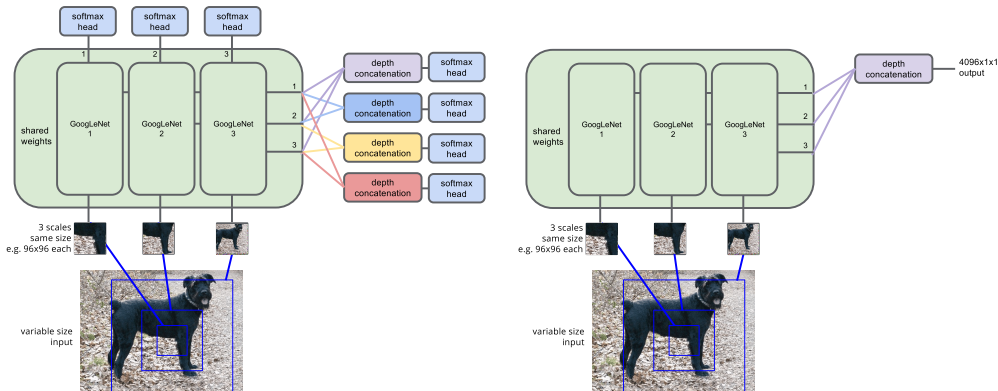 softmax
head
softmax
head
softmax
head
1
2
3
shared
weights
GoogLeNet
1
GoogLeNet
2
GoogLeNet
3
1
2
3
depth
concatenation
softmax
head
depth
concatenation
softmax
head
depth
concatenation
softmax
head
depth
concatenation
softmax
head
3 scales
same size
e.g. 96x96 each
variable size
input
shared
weights
GoogLeNet
1
GoogLeNet
2
GoogLeNet
3
1
2
3
depth
concatenation
4096x1x1
output
3 scales
same size
e.g. 96x96 each
variable size
input